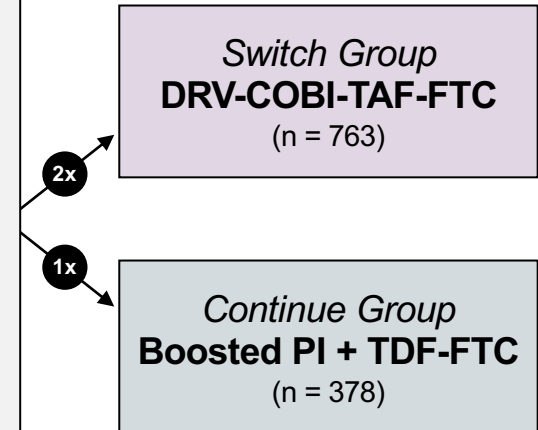 Switch Group
DRV-COBI-TAF-FTC
(n = 763)
2x
1x
Continue Group
Boosted PI + TDF-FTC
(n = 378)